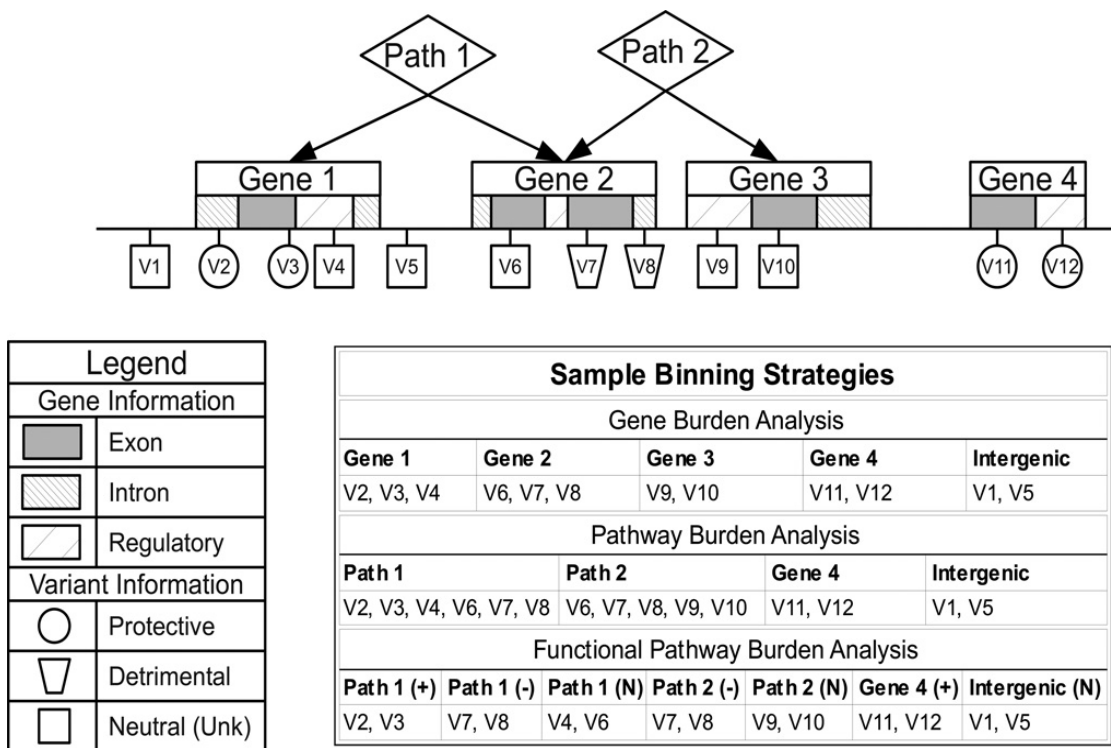 Path 1 Path 2
Gene 1 Gene 2 Gene 3 Gene 4
V1 V2 V3 V4 V5 V6 V7 V8 V9 V10 V11 V12
Legend
Gene Information
Exon
Intron
Regulatory
Variant Information
Protective
Detrimental
Neutral (Unk)
Sample Binning Strategies
Gene Burden Analysis
Gene 1 Gene 2 Gene 3 Gene 4 Intergenic
V2, V3, V4 V6, V7, V8 V9, V10 V11, V12 V1, V5
Pathway Burden Analysis
Path 1 Path 2 Gene 4 Intergenic
V2, V3, V4, V6, V7, V8 V6, V7, V8, V9, V10 V11, V12 V1, V5
Functional Pathway Burden Analysis
Path 1 (+) Path 1 (-) Path 1 (N) Path 2 (-) Path 2 (N) Gene 4 (+) Intergenic (N)
V2, V3 V7, V8 V4, V6 V7, V8 V9, V10 V11, V12 V1, V5